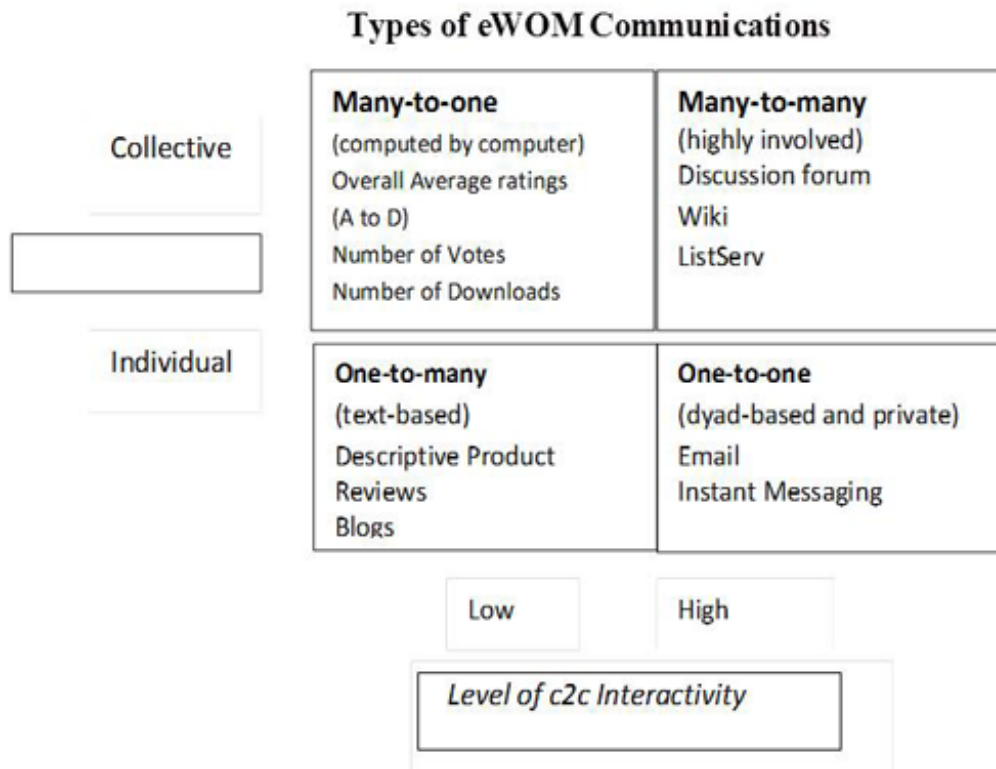 Types of eWOM Communications
Collective
Many-to-one
(computed by computer)
Overall Average ratings
(A to D)
Number of Votes
Number of Downloads
Many-to-many
(highly involved)
Discussion forum
Wiki
ListServ
Individual
One-to-many
(text-based)
Descriptive Product
Reviews
Blogs
One-to-one
(dyad-based and private)
Email
Instant Messaging
Low
High
Level of c2c Interactivity